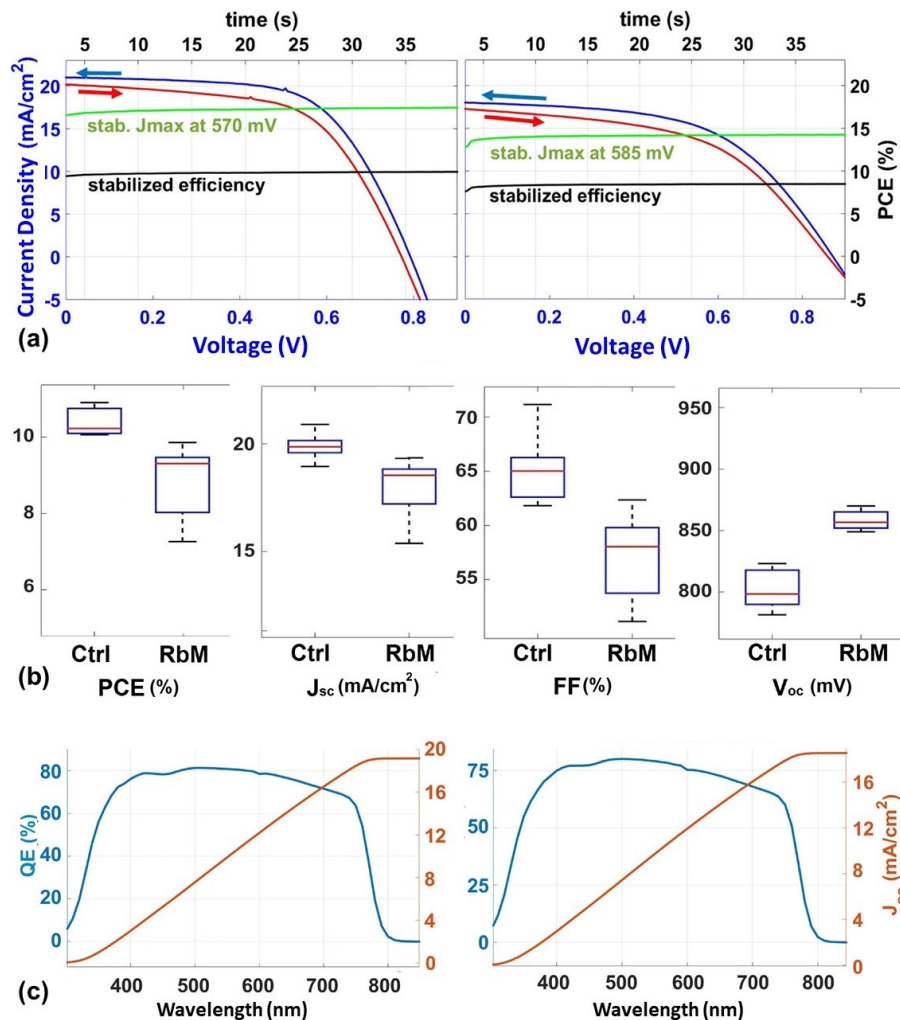 time (s)
time (s)
5 10 15 20 25 30 35
5 10 15 20 25 30 35
Current Density (mA/cm2)
20
15
10
5
0
-5
stab. Jmax at 570 mV
stabilized efficiency
0 0.2 0.4 0.6 0.8
Voltage (V)
stab. Jmax at 585 mV
stabilized efficiency
0 0.2 0.4 0.6 0.8
Voltage (V)
20
15
10
5
0
-5
PCE (%)
(a)
10
8
6
Ctrl RbM
PCE (%)
20
15
Ctrl RbM
Jsc (mA/cm2)
70
65
60
55
Ctrl RbM
FF (%)
950
900
850
800
Ctrl RbM
Voc (mV)
(b)
QE (%)
80
60
40
80
0
20
16
12
8
4
0
400 500 600 700 800
Wavelength (nm)
75
50
25
0
16
12
8
4
0
Jsc (mA/cm2)
400 500 600 700 800
Wavelength (nm)
(c)